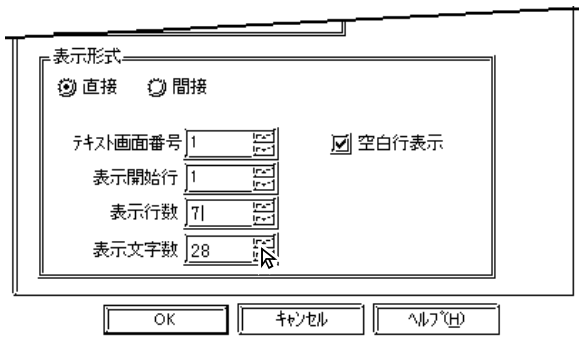 表示形式
直接 間接
テキスト画面番号 1 空白行表示
表示開始行 1
表示行数 7
表示文字数 28
OK キャンセル ヘルプ(H)